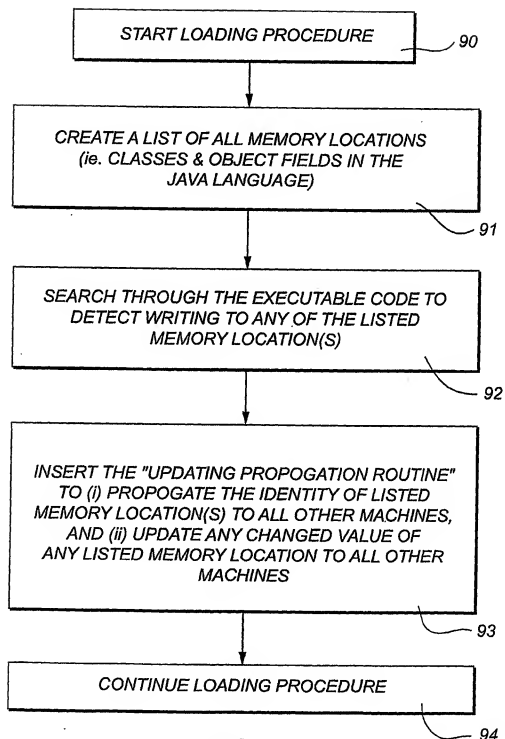 START LOADING PROCEDURE
90
CREATE A LIST OF ALL MEMORY LOCATIONS
(ie. CLASSES & OBJECT FIELDS IN THE
JAVA LANGUAGE)
91
SEARCH THROUGH THE EXECUTABLE CODE TO
DETECT WRITING TO ANY OF THE LISTED
MEMORY LOCATION(S)
92
INSERT THE "UPDATING PROPOGATION ROUTINE"
TO (i) PROPOGATE THE IDENTITY OF LISTED
MEMORY LOCATION(S) TO ALL OTHER MACHINES,
AND (ii) UPDATE ANY CHANGED VALUE OF
ANY LISTED MEMORY LOCATION TO ALL OTHER
MACHINES
93
CONTINUE LOADING PROCEDURE
94